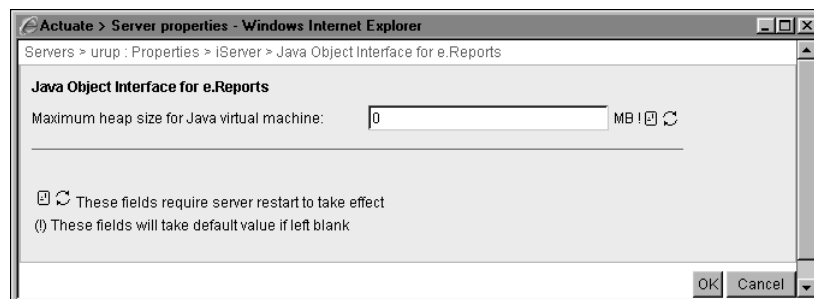 Actuate > Server properties - Windows Internet Explorer
Servers > urup : Properties > iServer > Java Object Interface for e.Reports
Java Object Interface for e.Reports
Maximum heap size for Java virtual machine: 0 MB !
These fields require server restart to take effect
(!) These fields will take default value if left blank
OK Cancel